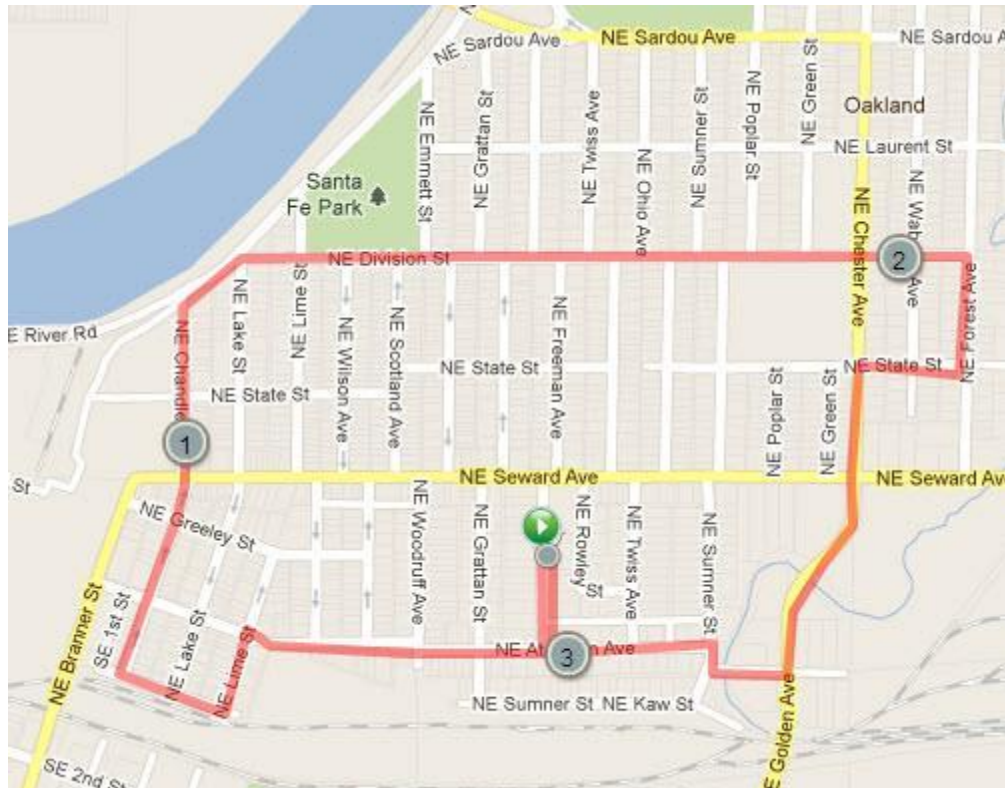 NE Sardou Ave
NE Sardou Ave
NE Sardou A
NE Green St
Oakland
NE Emmett St
NE Grattan St
NE Twiss Ave
NE Ohio Ave
NE Sumner St
NE Poplar St
NE Laurent St
Santa
Fe Park
NE Chester Ave
NE Wab
Ave
2
NE Division St
NE Forest Ave
E River Rd
NE Chandle
NE Lake St
NE Lime St
NE Wilson Ave
NE Scotland Ave
NE Freeman Ave
NE State St
NE State St
NE State St
NE Poplar St
NE Green St
1
St
NE Seward Ave
NE Seward Av
NE Greeley St
NE Woodruff Ave
NE Grattan St
NE Rowley
St
NE Twiss Ave
NE Sumner St
NE Branner St
SE 1st St
NE Lake St
NE Lime St
NE At
n Ave
3
NE Sumner St
NE Kaw St
E Golden Ave
SE 2nd St